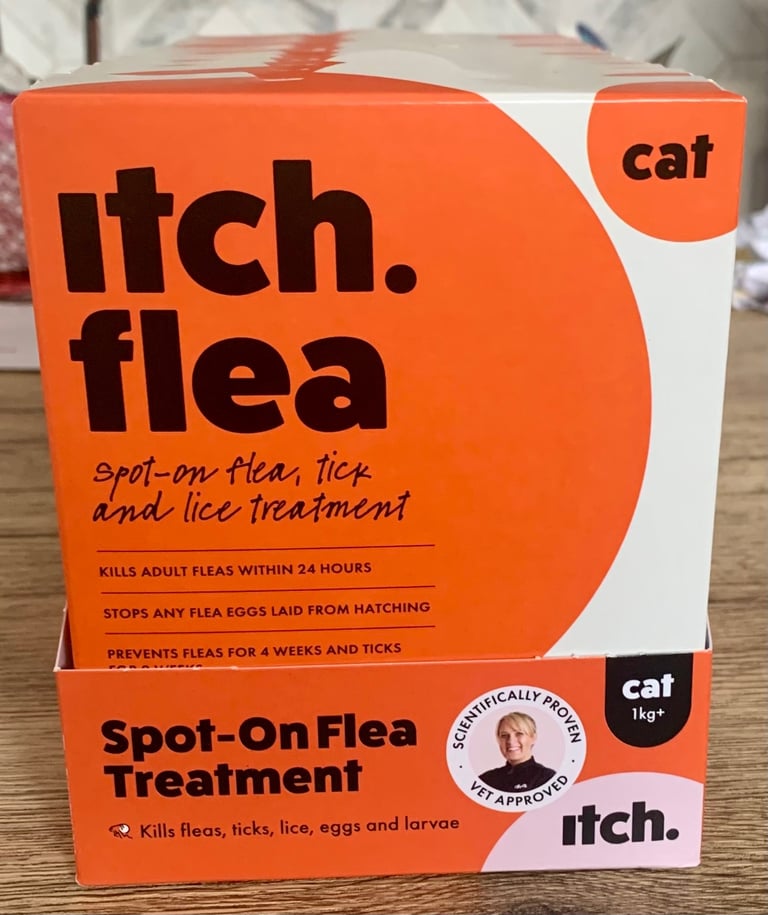 cat
ıtch.
flea
spot-on flea, tick
and lice treatment
KILLS ADULT FLEAS WITHIN 24 HOURS
STOPS ANY FLEA EGGS LAID FROM HATCHING
PREVENTS FLEAS FOR 4 WEEKS AND TICKS
cat
1kg+
Spot-On Flea
Treatment
SCIENTIFICALLY PROVEN
· VET APPROVED ·
Kills fleas, ticks, lice, eggs and larvae
ıtch.